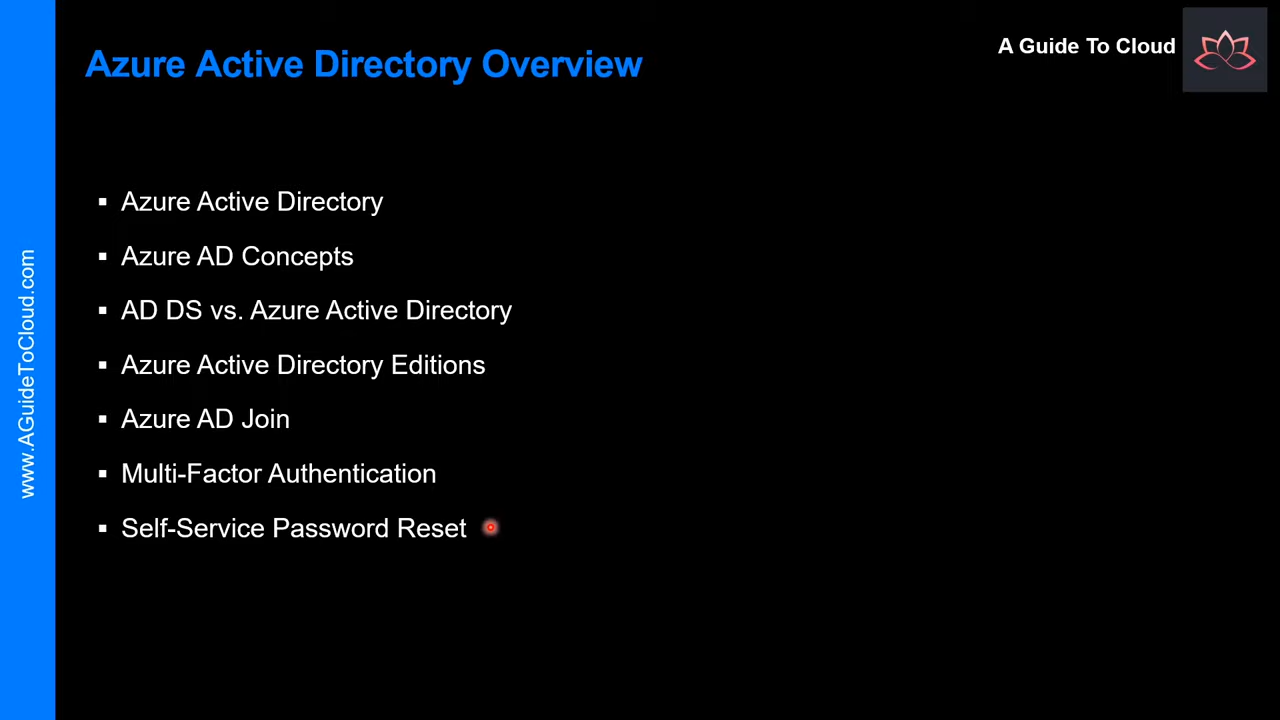 Azure Active Directory Overview
A Guide To Cloud
▪ Azure Active Directory
▪ Azure AD Concepts
▪ AD DS vs. Azure Active Directory
▪ Azure Active Directory Editions
▪ Azure AD Join
▪ Multi-Factor Authentication
▪ Self-Service Password Reset
www.AGuideToCloud.com